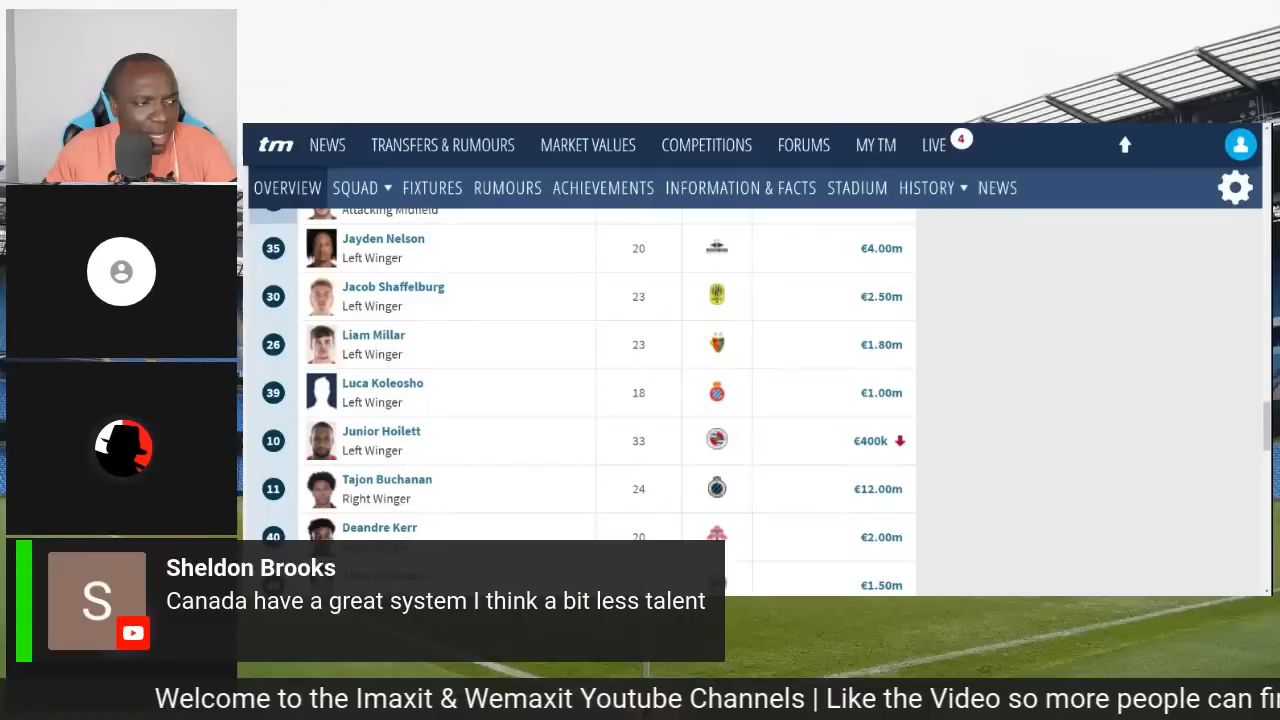 tm NEWS TRANSFERS & RUMOURS MARKET VALUES COMPETITIONS FORUMS MY TM LIVE 4
OVERVIEW SQUAD FIXTURES RUMOURS ACHIEVEMENTS INFORMATION & FACTS STADIUM HISTORY NEWS
Attacking Midfield
35 Jayden Nelson 20 €4.00m
Left Winger
30 Jacob Shaffelburg 23 €2.50m
Left Winger
26 Liam Millar 23 €1.80m
Left Winger
39 Luca Koleosho 18 €1.00m
Left Winger
10 Junior Hoilett 33 €400k
Left Winger
11 Tajon Buchanan 24 €12.00m
Right Winger
40 Deandre Kerr 20 €2.00m
€1.50m
S
Sheldon Brooks
Canada have a great system I think a bit less talent
Welcome to the Imaxit & Wemaxit Youtube Channels | Like the Video so more people can fi